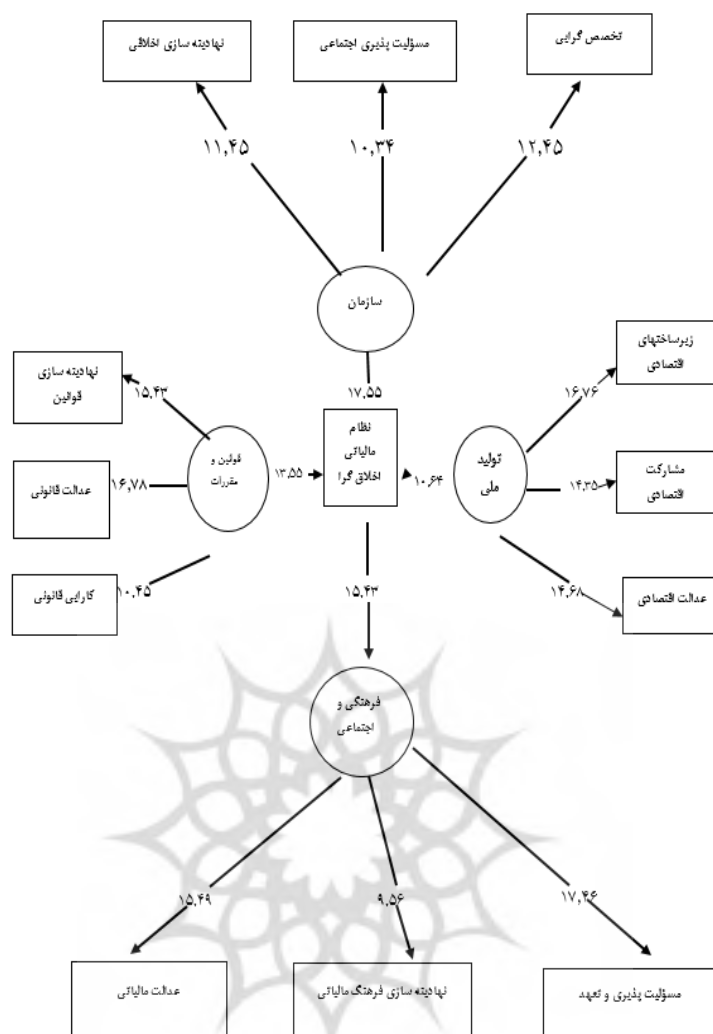 تخصص گرایی
مسؤلیت پذیری اجتماعی
نهادینه سازی اخلاقی
۱۲,۴۵
۱۰,۳۴
۱۱,۴۵
سازمان
۱۷.۵۵
زیرساختهای
اقتصادی
۱۶,۷۶
نهادینه سازی
قوانین
۱۵.۴۳
نظام
مالیاتی
اخلاق گرا
تولید
ملی
۱۰,۶۴
قوانین و
مقررات
۱۳,۵۵
مشارکت
اقتصادی
۱۴,۳۵
عدالت قانونی
۱۶,۷۸
عدالت اقتصادی
۱۴,۶۸
کارایی قانونی
۱۰.۴۵
۱۵,۴۳
فرهنگی و
اجتماعی
۱۷,۴۶
۹.۵۶
۱۵.۴۹
مسؤلیت پذیری و تعهد
نهادینه سازی فرهنگ مالیاتی
عدالت مالیاتی